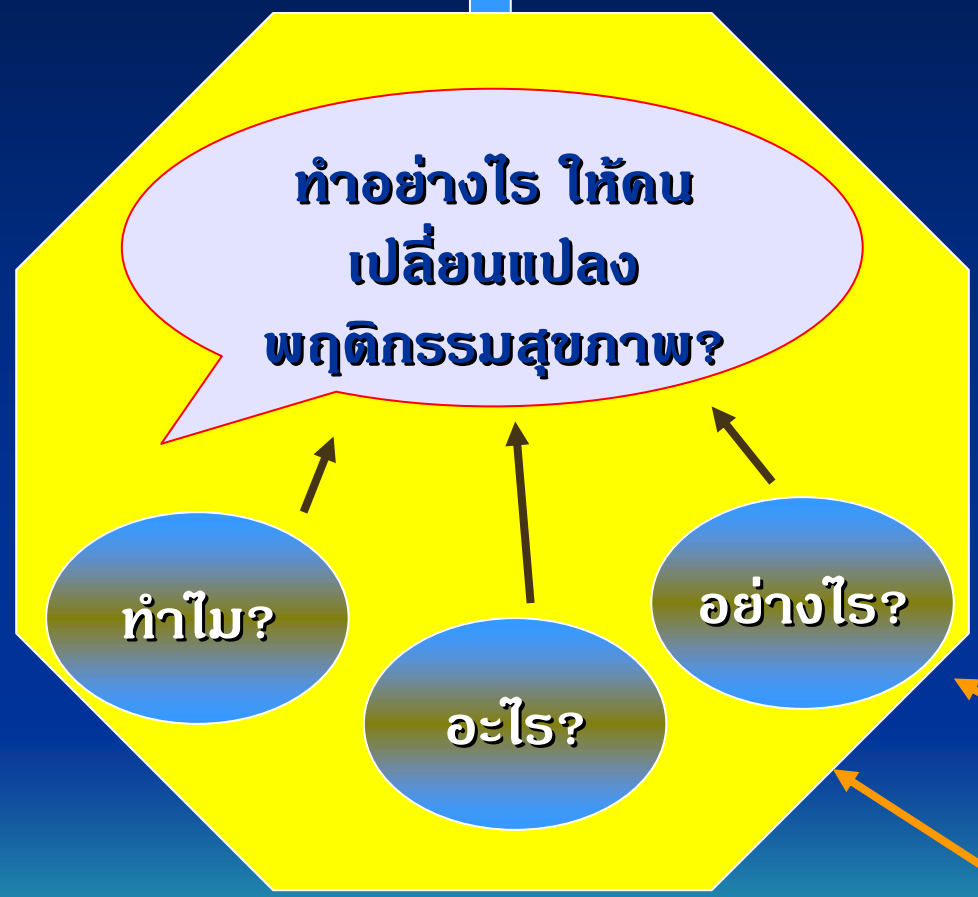 ทำอย่างไร ให้คน
เปลี่ยนแปลง
พฤติกรรมสุขภาพ?
ทำไม?
อะไร?
อย่างไร?